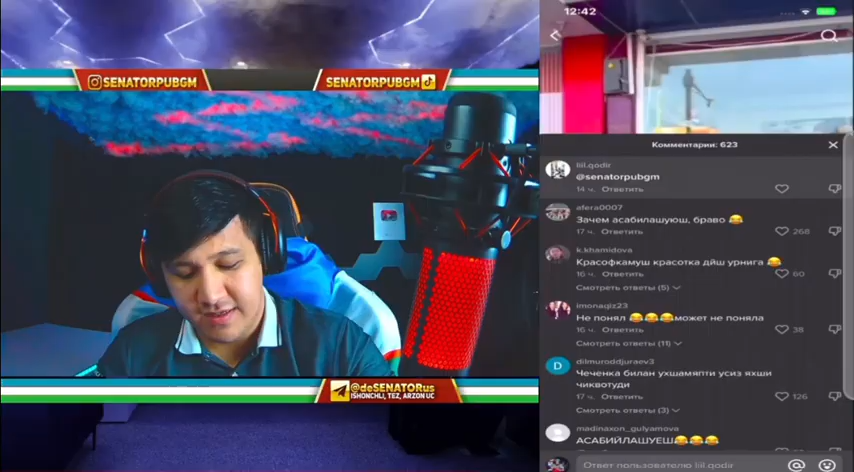 SENATORPUBGM
SENATORPUBGM
@deSENATORus
ISHONCHLI, TEZ, ARZON UC
12:42
Комментарии: 623
liil.qodir
@senatorpubgm
14 ч. Ответить
afera0007
Зачем асабилашуюш, браво
17 ч. Ответить
268
k.khamidova
Красофкамуш красотка дйш урнига
16 ч. Ответить
60
Смотреть ответы (5)
imonaqiz23
Не понял может не поняла
16 ч. Ответить
38
Смотреть ответы (11)
D
dilmuroddjuraev3
Чеченка билан ухшамяпти усиз яхши
чиквотуди
17 ч. Ответить
126
Смотреть ответы (3)
madinaxon_gulyamova
АСАБИЙЛАШУЕШ
Ответ пользователю liil.qodir